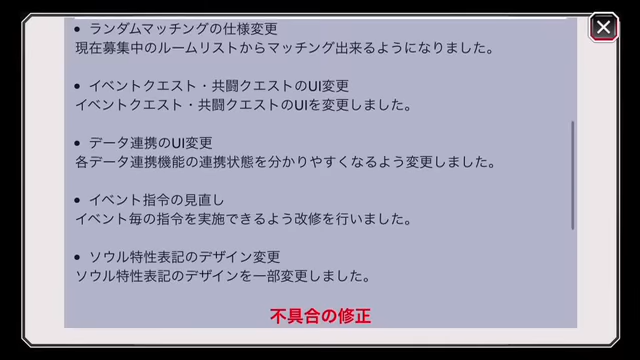 ● ランダムマッチングの仕様変更
現在募集中のルームリストからマッチング出来るようになりました。
● イベントクエスト・共闘クエストのUI変更
イベントクエスト・共闘クエストのUIを変更しました。
● データ連携のUI変更
各データ連携機能の連携状態を分かりやすくなるよう変更しました。
● イベント指令の見直し
イベント毎の指令を実施できるよう改修を行いました。
● ソウル特性表記のデザイン変更
ソウル特性表記のデザインを一部変更しました。
不具合の修正